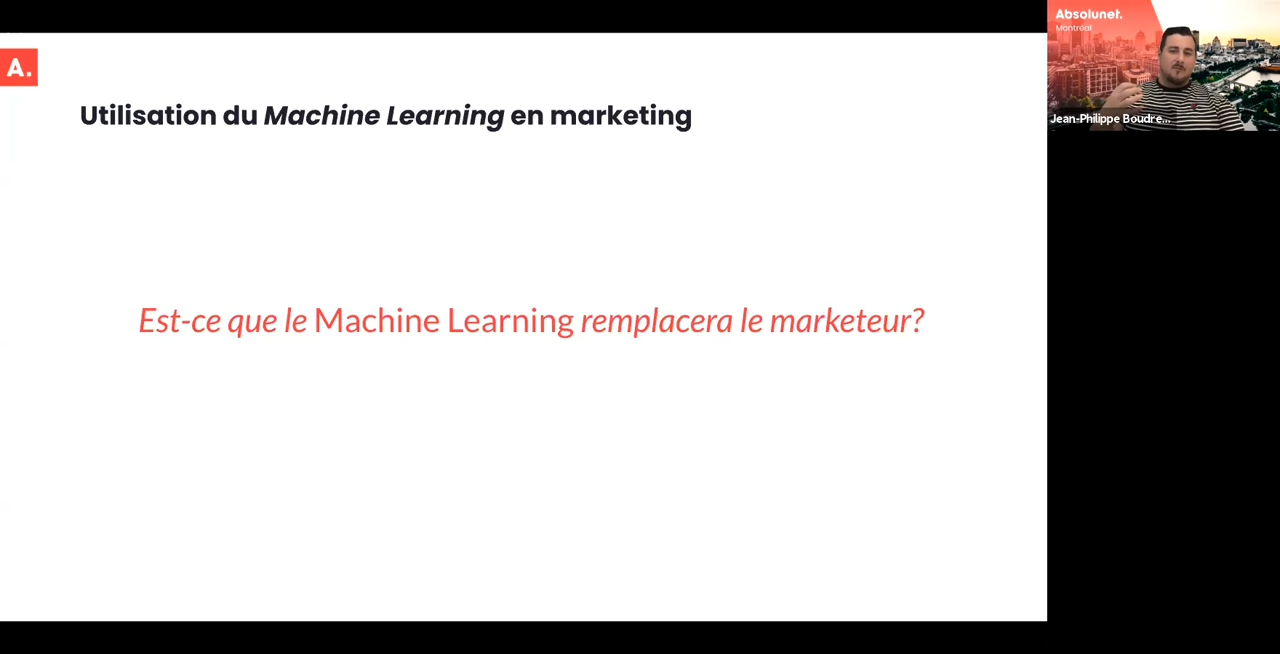 A.
Utilisation du Machine Learning en marketing
Est-ce que le Machine Learning remplacera le marketeur?
Absolunet.
Montréal
Jean-Philippe Boudre...